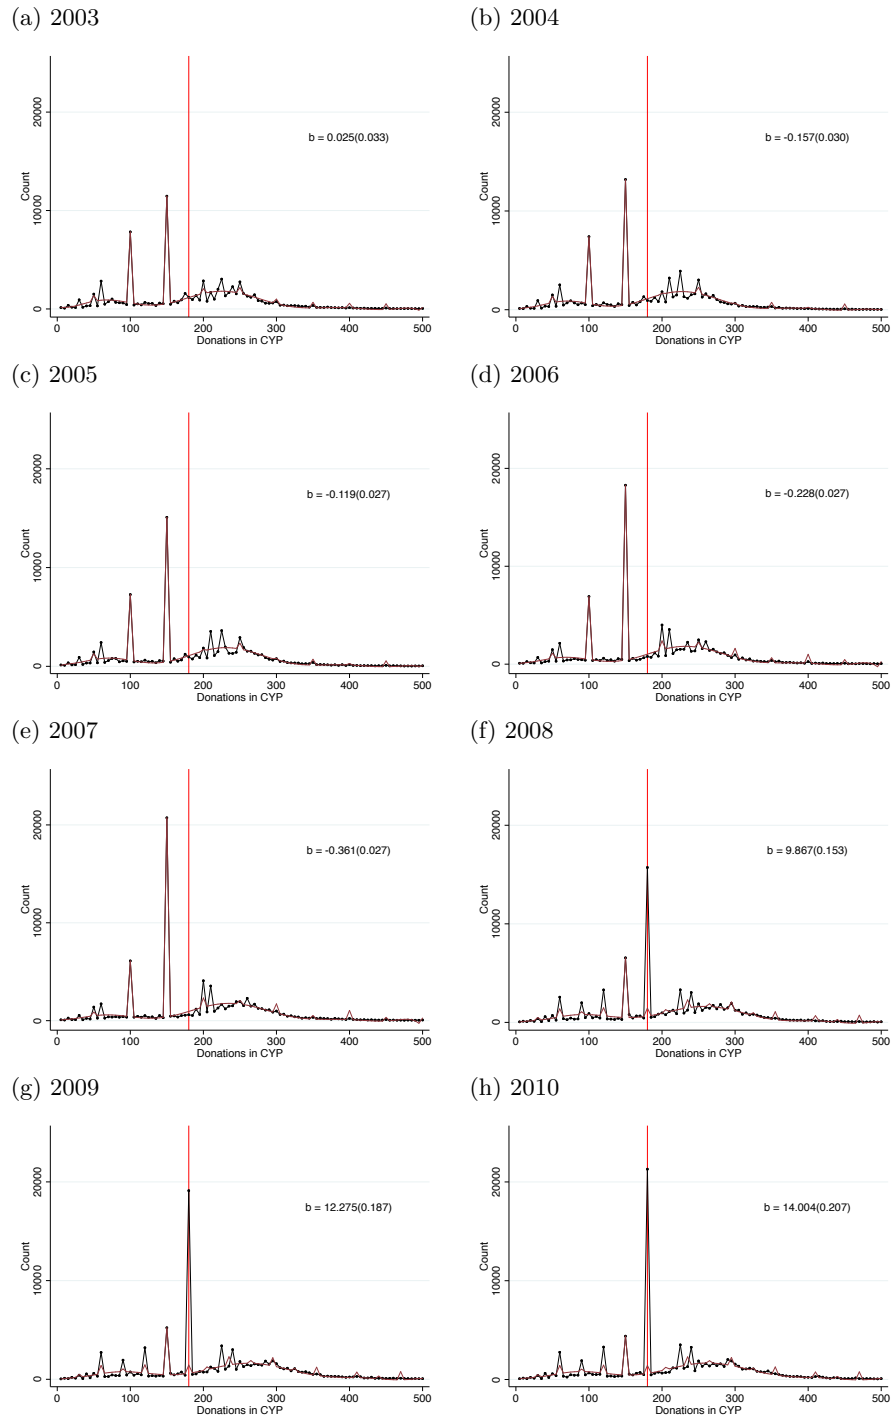 (a) 2003
20000
10000
0
Count
b = 0.025(0.033)
0 100 200 300 400 500
Donations in CYP
(b) 2004
20000
10000
0
Count
b = -0.157(0.030)
0 100 200 300 400 500
Donations in CYP
(c) 2005
20000
10000
0
Count
b = -0.119(0.027)
0 100 200 300 400 500
Donations in CYP
(d) 2006
20000
10000
0
Count
b = -0.228(0.027)
0 100 200 300 400 500
Donations in CYP
(e) 2007
20000
10000
0
Count
b = -0.361(0.027)
0 100 200 300 400 500
Donations in CYP
(f) 2008
20000
10000
0
Count
b = 9.867(0.153)
0 100 200 300 400 500
Donations in CYP
(g) 2009
20000
10000
0
Count
b = 12.275(0.187)
0 100 200 300 400 500
Donations in CYP
(h) 2010
20000
10000
0
Count
b = 14.004(0.207)
0 100 200 300 400 500
Donations in CYP